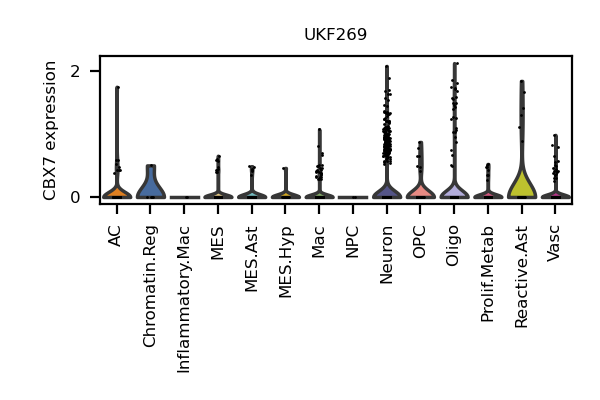 UKF269
CBX7 expression
2
0
AC
Chromatin.Reg
Inflammatory.Mac
MES
MES.Ast
MES.Hyp
Mac
NPC
Neuron
OPC
Oligo
Prolif.Metab
Reactive.Ast
Vasc